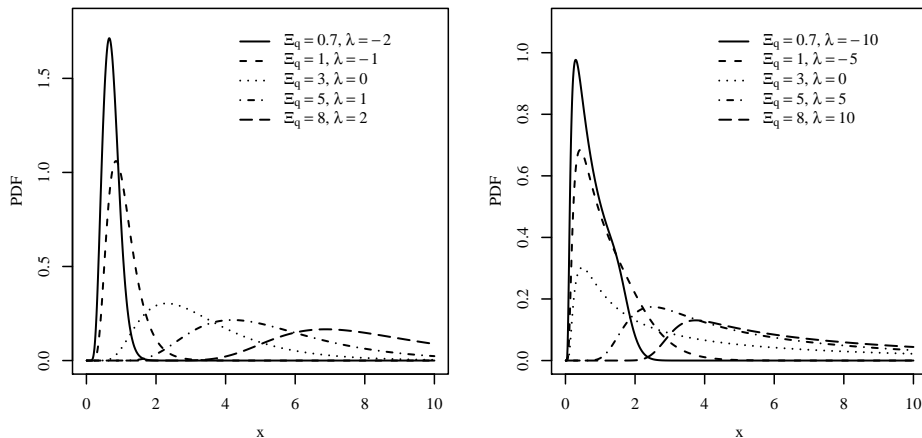 Ξq = 0.7, λ = −2
Ξq = 1, λ = −1
Ξq = 3, λ = 0
Ξq = 5, λ = 1
Ξq = 8, λ = 2
PDF
0.0
0.5
1.0
1.5
0 2 4 6 8 10
x
Ξq = 0.7, λ = −10
Ξq = 1, λ = −5
Ξq = 3, λ = 0
Ξq = 5, λ = 5
Ξq = 8, λ = 10
PDF
0.0
0.2
0.4
0.6
0.8
1.0
0 2 4 6 8 10
x